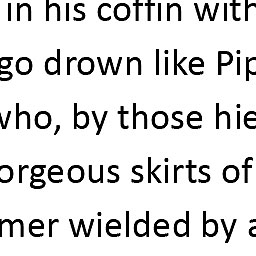 in his coffin with
go drown like Pip
who, by those hie
orgeous skirts of
mer wielded by a